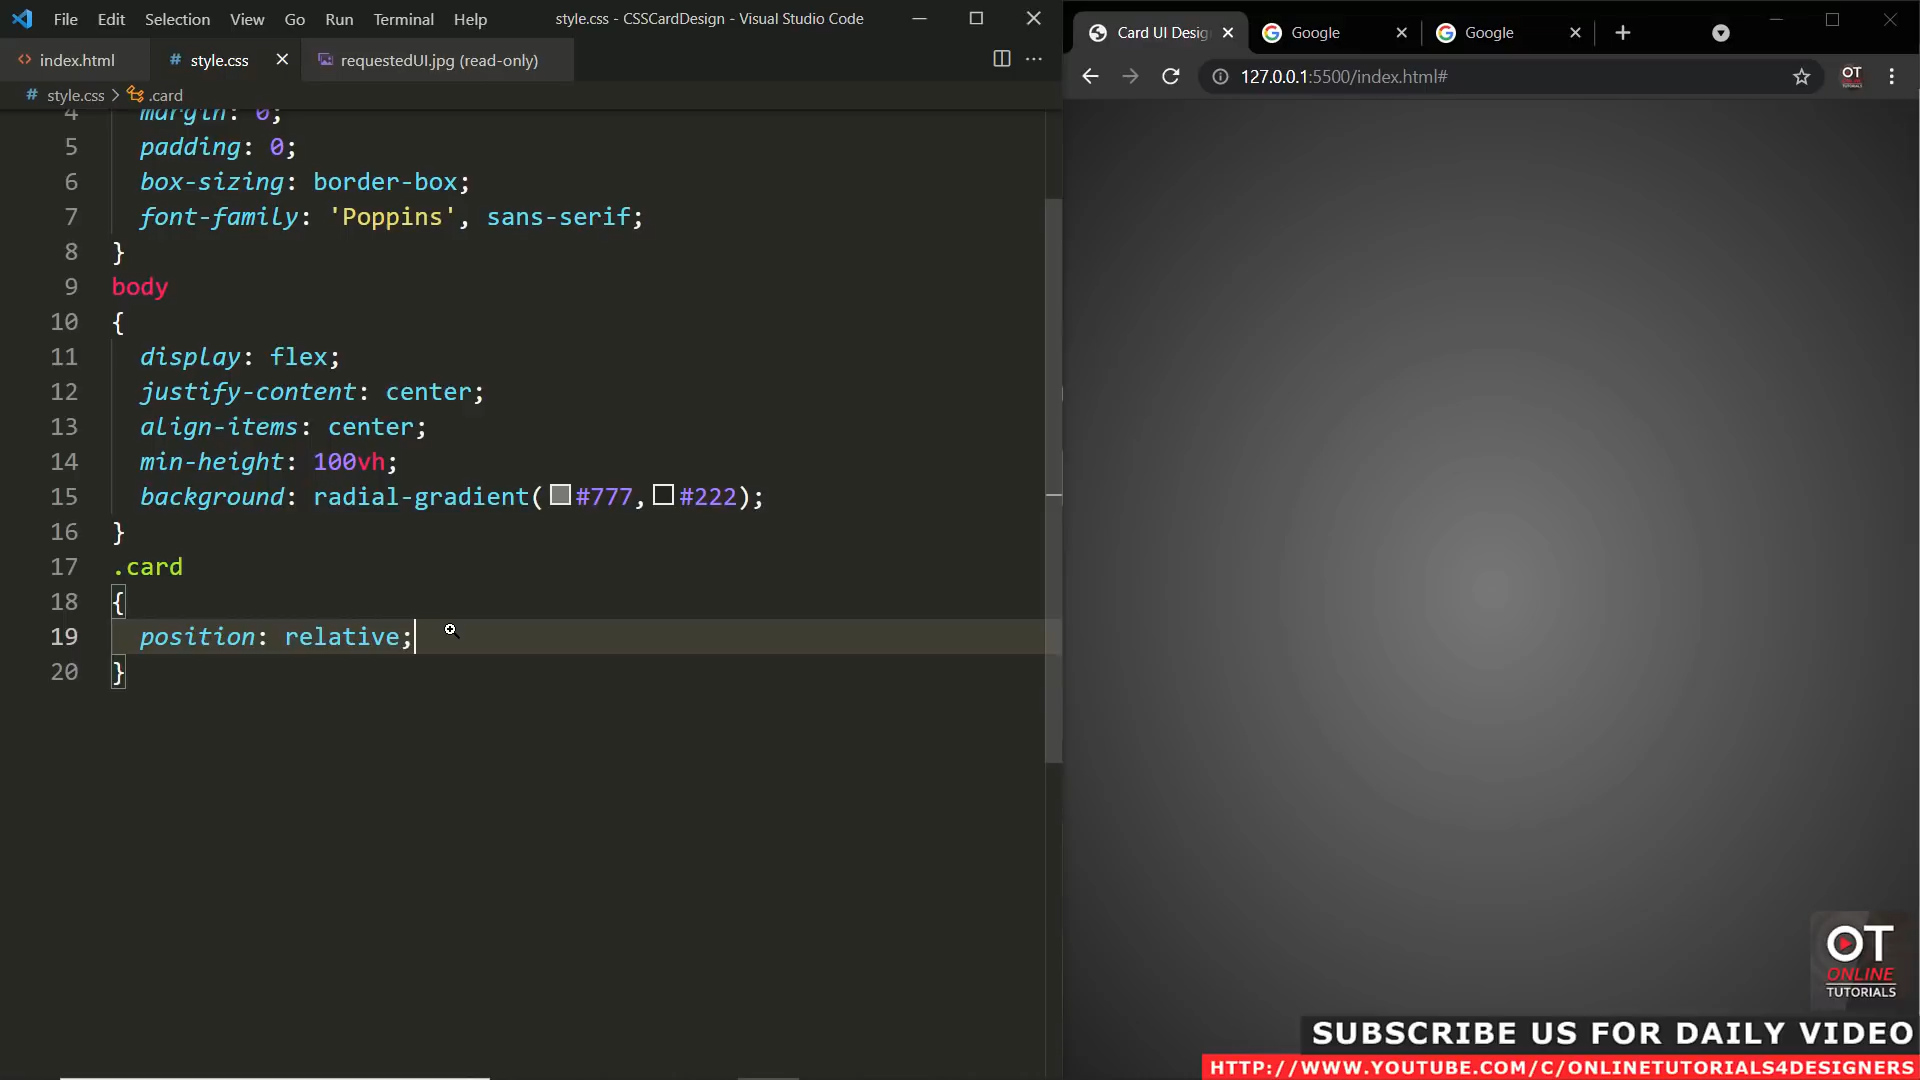 File Edit Selection View Go Run Terminal Help style.css - CSSCardDesign - Visual Studio Code
index.html style.css requestedUI.jpg (read-only)
style.css > .card
4 margin: 0;
5 padding: 0;
6 box-sizing: border-box;
7 font-family: 'Poppins', sans-serif;
8 }
9 body
10 {
11 display: flex;
12 justify-content: center;
13 align-items: center;
14 min-height: 100vh;
15 background: radial-gradient(#777,#222);
16 }
17 .card
18 {
19 position: relative;
20 }
Card UI Desig Google Google
127.0.0.1:5500/index.html#
OT
ONLINE
TUTORIALS
SUBSCRIBE US FOR DAILY VIDEO
HTTP://WWW.YOUTUBE.COM/C/ONLINETUTORIALS4DESIGNERS